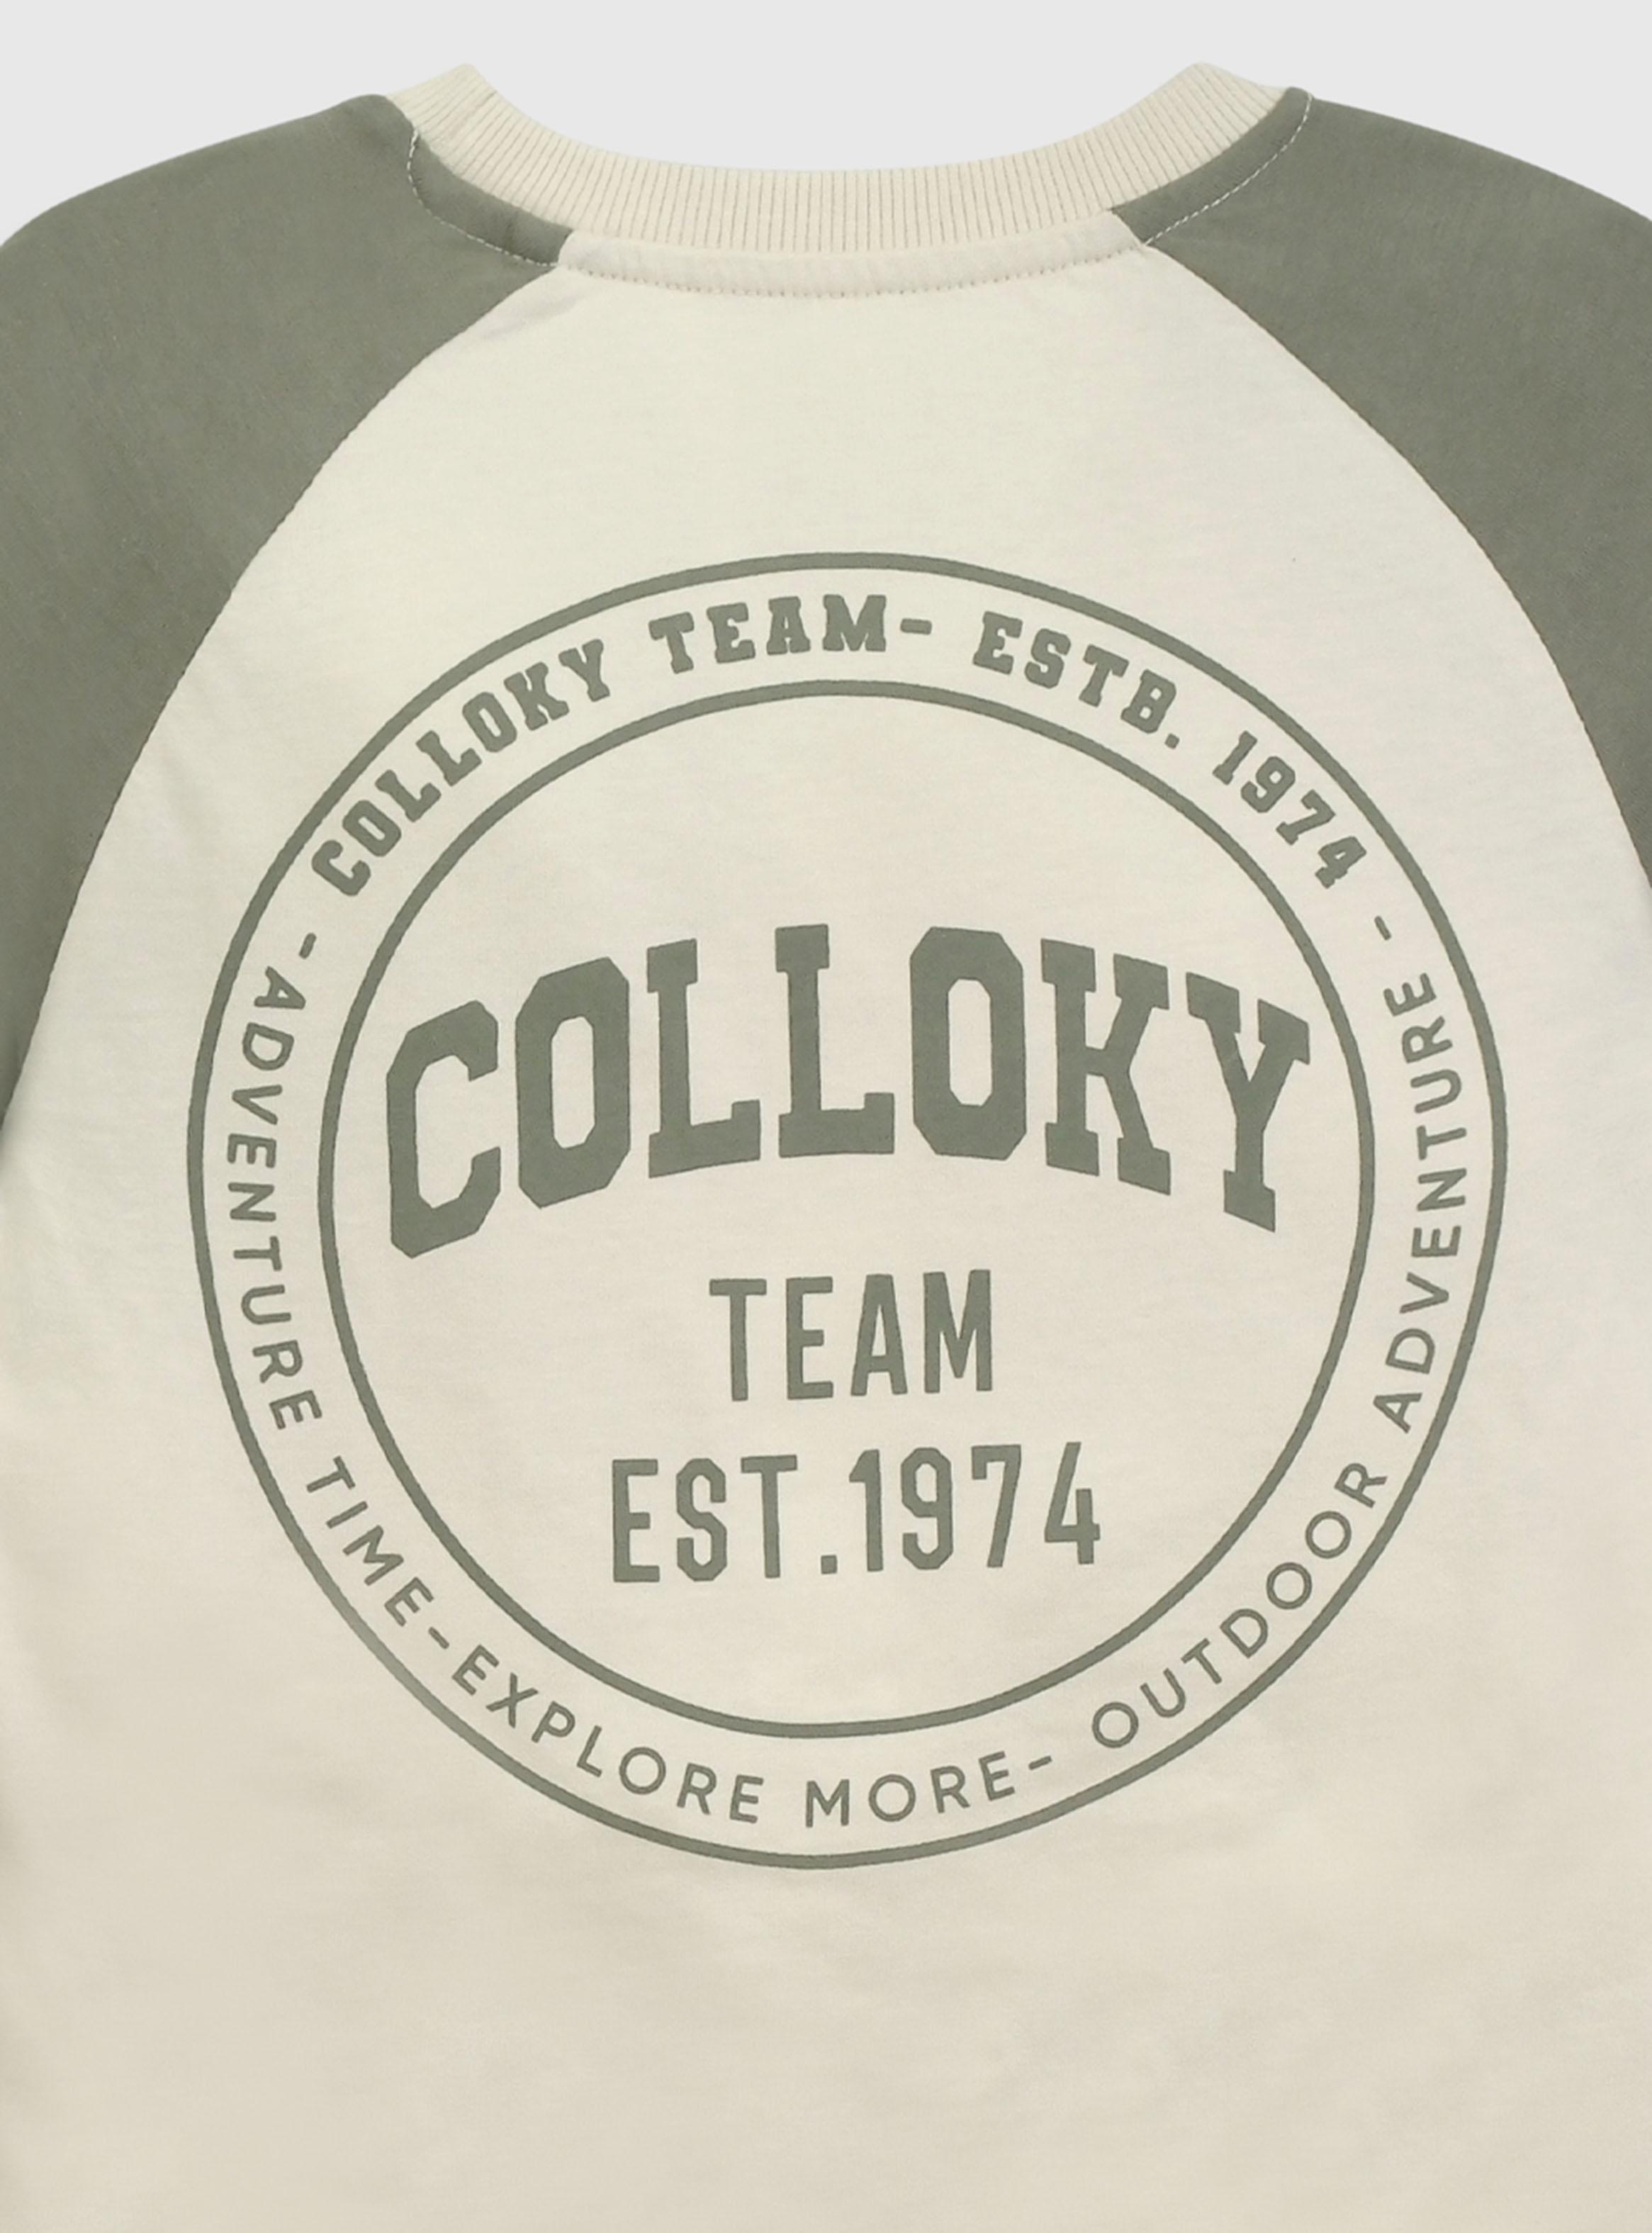 COLLOKY TEAM- ESTB. 1974 -
-ADVENTURE TIME-EXPLORE MORE- OUTDOOR ADVENTURE
COLLOKY
TEAM
EST.1974